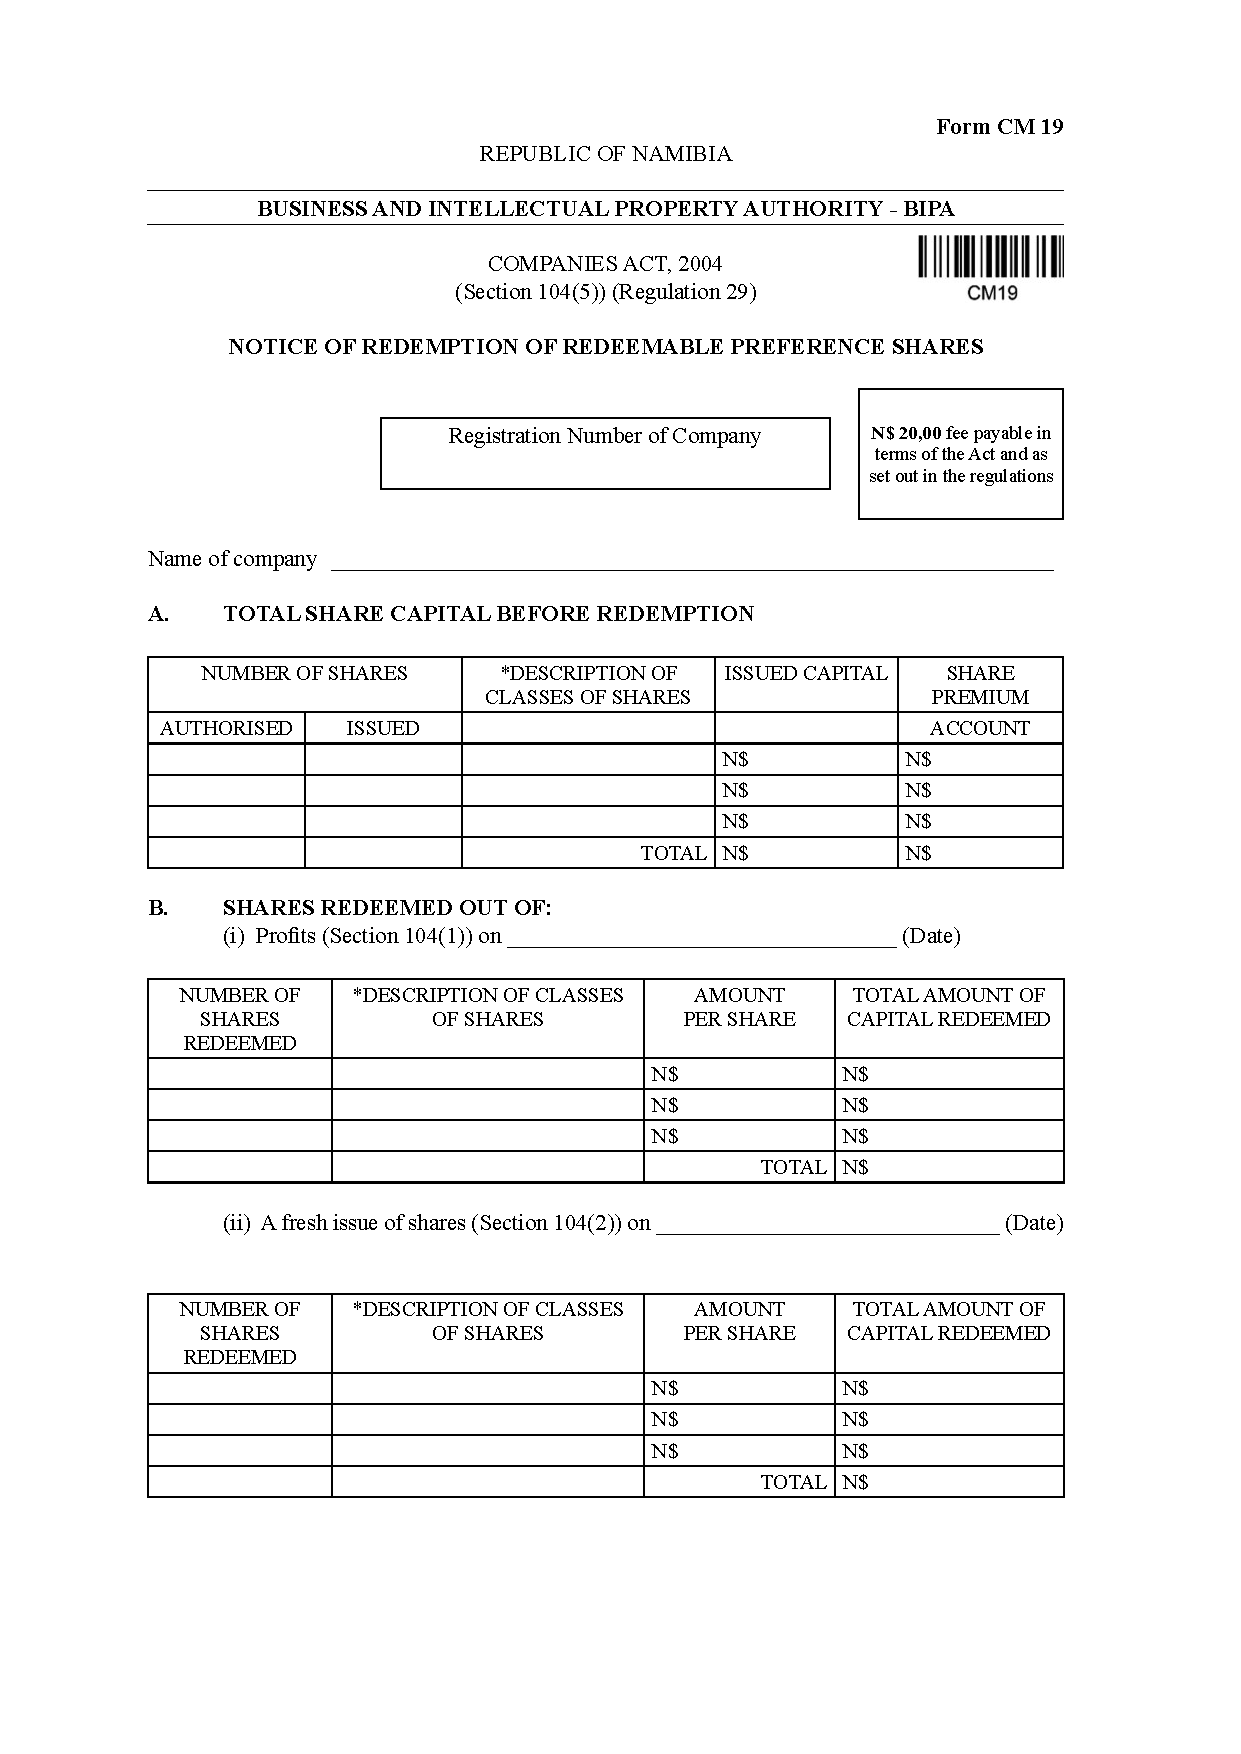 Form CM 19
REPUBLIC OF NAMIBIA
BUSINESS AND INTELLECTUAL PROPERTY AUTHORITY - BIPA
COMPANIES ACT, 2004
(Section 104(5)) (Regulation 29)
CM19
NOTICE OF REDEMPTION OF REDEEMABLE PREFERENCE SHARES
Registration Number of Company
N$ 20,00 fee payable in
terms of the Act and as
set out in the regulations
Name of company
A. TOTAL SHARE CAPITAL BEFORE REDEMPTION
NUMBER OF SHARES
*DESCRIPTION OF
CLASSES OF SHARES
ISSUED CAPITAL
SHARE
PREMIUM
AUTHORISED ISSUED ACCOUNT
N$ N$
N$ N$
N$ N$
TOTAL N$ N$
B. SHARES REDEEMED OUT OF:
(i) Profits (Section 104(1)) on (Date)
NUMBER OF
SHARES
REDEEMED
*DESCRIPTION OF CLASSES
OF SHARES
AMOUNT
PER SHARE
TOTAL AMOUNT OF
CAPITAL REDEEMED
N$ N$
N$ N$
N$ N$
TOTAL N$
(ii) A fresh issue of shares (Section 104(2)) on (Date)
NUMBER OF
SHARES
REDEEMED
*DESCRIPTION OF CLASSES
OF SHARES
AMOUNT
PER SHARE
TOTAL AMOUNT OF
CAPITAL REDEEMED
N$ N$
N$ N$
N$ N$
TOTAL N$